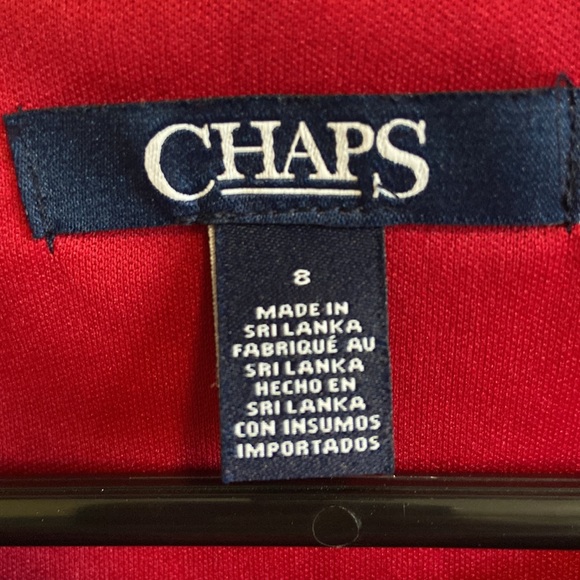 CHAPS
8
MADE IN
SRI LANKA
FABRIQUÉ AU
SRI LANKA
HECHO EN
SRI LANKA
CON INSUMOS
IMPORTADOS